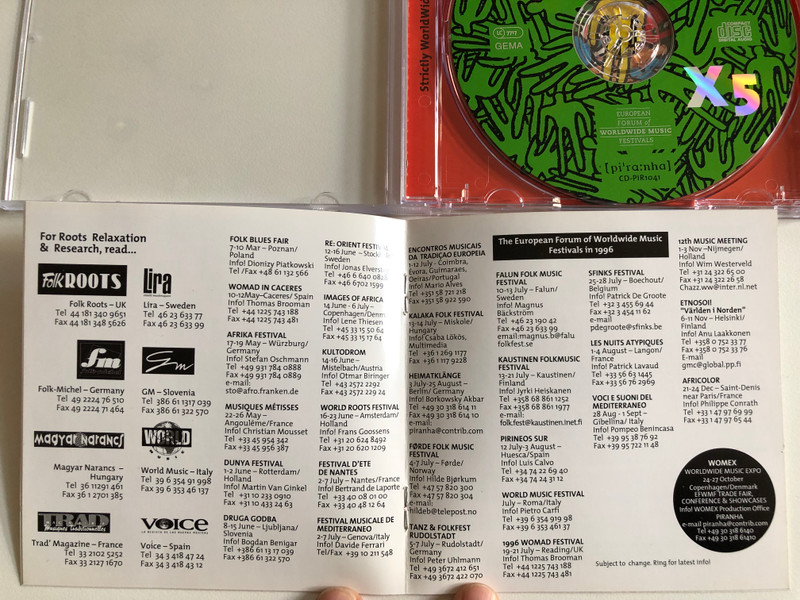 Strictly WorldWid
GEMA
COMPACT
disc
DIGITAL AUDIO
X5
EUROPEAN
FORUM of
WORLDWIDE MUSIC
FESTIVALS
[pi'ra:nha]
CD-PIR1041
For Roots Relaxation
& Research, read...
Folk ROOTS
Folk Roots – UK
Tel 44 181 340 9651
Fax 44 181 348 5626
Lira
Lira – Sweden
Tel 46 23 633 77
Fax 46 23 633 99
fm
Folk-Michel – Germany
Tel 49 2224 76 510
Fax 49 2224 71 464
Gm
GM – Slovenia
Tel 386 61 1317 039
Fax 386 61 322 570
MAGYAR NARANCS
Magyar Narancs –
Hungary
Tel 36 11291 461
Fax 36 1 2701 385
WORLD
World Music – Italy
Tel 39 6 354 91 998
Fax 39 6 353 46 137
TRAD
Trad' Magazine – France
Tel 33 2102 5252
Fax 33 2127 1670
VOICE
Voice – Spain
Tel 34 3 418 47 24
Fax 34 3 418 43 12
FOLK BLUES FAIR
7-10 Mar – Poznan/
Poland
Info! Dionizy Piatkowski
Tel/Fax +48 61 132 566
WOMAD IN CACERES
10-12May–Caceres/Spain
Info! Thomas Brooman
Tel +44 1225 743 188
Fax +44 1225 743 481
AFRIKA FESTIVAL
17-19 May – Würzburg/
Germany
Info! Stefan Oschmann
Tel +49 931 784 0888
Fax +49 931 784 0889
e-mail:
sto@afro.franken.de
MUSIQUES MÉTISSES
22-26 May –
Angoulême/France
Info! Christian Mousset
Tel +33 45 954 342
Fax +33 45 956 387
DUNYA FESTIVAL
1-2 June – Rotterdam/
Holland
Info! Martin Van Ginkel
Tel +31 10 233 0910
Fax +31 10 433 24 63
DRUGA GODBA
8-15 June – Ljubljana/
Slovenia
Info! Bogdan Benigar
Tel +386 61 13 17 039
Fax +386 61 322 570
RE: ORIENT FESTIV
12-16 June – Stockh
Sweden
Info! Jonas Elversi
Tel +46 6 640 08
Fax +46 6702 1599
IMAGES OF AFRICA
14 June - 6 July –
Copenhagen/Denm
Info! Lene Thiesen
Tel +45 33 15 50 64
Fax +45 33 15 17 64
KULTODROM
14-16 June –
Mistelbach/Austria
Info! Otmar Biringer
Tel +43 2572 2292
Fax +43 2572 229 24
WORLD ROOTS FESTIVAL
16-23 June – Amsterdam/
Holland
Info! Frans Goossens
Tel +31 20 624 8492
Fax +31 20 620 1209
FESTIVAL D'ETE
DE NANTES
2-7 July – Nantes/France
Info! Bertrand de Laporte
Tel +33 40 08 01 00
Fax +33 40 48 12 64
FESTIVAL MUSICALE DE
MEDITERRANEO
2-7 July – Genova/Italy
Info! Davide Ferrari
Tel/Fax +39 10 211 548
ENCONTROS MUSICAIS
DA TRADIÇAO EUROPEIA
1-12 July - Coimbra,
Evora, Guimaraes,
Oeiras/Portugal
Info! Mario Alves
Tel +351 58 721 218
Fax +351 58 922 590
KALAKA FOLK FESTIVAL
13-14 July – Miskole/
Hungary
Info! Csaba Lökös,
Multimedia
Tel +36 1 269 1177
Fax +36 1 117 9228
HEIMATKLÄNGE
3 July-25 August –
Berlin/ Germany
Info! Borkowsky Akbar
Tel +49 30 318 614 11
Fax +49 30 318 614 10
e-mail:
piranha@contrib.com
FØRDE FOLK MUSIC
FESTIVAL
4-7 July – Førde/
Norway
Info! Hilde Bjørkum
Tel +47 57 820 300
Fax +47 57 820 304
e-mail:
hildeb@telepost.no
TANZ & FOLKFEST
RUDOLSTADT
5-7 July – Rudolstadt/
Germany
Info! Peter Uhlmann
Tel +49 3672 412 651
Fax +49 3672 422 070
The European Forum of Worldwide Music
Festivals in 1996
FALUN FOLK MUSIC
FESTIVAL
10-13 July – Falun/
Sweden
Info! Magnus
Bäckström
Tel +46 23 190 42
Fax +46 23 633 99
email:magnus.b@falu
folkfest.se
KAUSTINEN FOLKMUSIC
FESTIVAL
13-21 July – Kaustinen/
Finland
Info! Jyrki Heiskanen
Tel +358 68 861 1252
Fax +358 68 861 1977
e-mail:
folkfest@kaustinen.inet.fi
PIRINEOS SUR
12 July-3 August –
Huesca/Spain
Info! Luis Calvo
Tel +34 74 22 69 40
Fax +34 74 24 31 12
WORLD MUSIC FESTIVAL
July – Roma/Italy
Info! Pietro Carfì
Tel +39 6 354 919 98
Fax +39 6 353 461 37
1996 WOMAD FESTIVAL
19-21 July – Reading/UK
Info! Thomas Brooman
Tel +44 1225 743 188
Fax +44 1225 743 481
SFINKS FESTIVAL
25-28 July – Boechout/
Belgium
Info! Patrick De Groote
Tel +32 3 455 69 44
Fax +32 3 454 11 62
e-mail
pdegroote@sfinks.be
LES NUITS ATYPIQUES
1-4 August – Langon/
France
Info! Patrick Lavaud
Tel +33 56 63 1445
Fax +33 56 76 2969
VOCI E SUONI DEL
MEDITERRANEO
28 Aug - 1 Sept –
Gibellina/ Italy
Info! Pompeo Benincasa
Tel +39 95 38 76 92
Fax +39 95 722 11 48
12th MUSIC MEETING
1-3 Nov –Nijmegen/
Holland
Info! Wim Westerveld
Tel +31 24 322 65 00
Fax +31 24 322 26 58
Chazz.ww@inter.nl.net
ETNOSOI!
"Världen i Norden"
6-11 Nov – Helsinki/
Finland
Info! Anu Laakkonen
Tel +358 0 752 33 77
Fax +358 0 752 33 76
E-mail
gmc@global.pp.fi
AFRICOLOR
21-24 Dec – Saint-Denis
near Paris/France
Info! Philippe Conrath
Tel +33 1 47 97 69 99
Tel +33 1 47 97 65 44
WOMEX
WORLDWIDE MUSIC EXPO
24-27 October
Copenhagen/Denmark
EFWMF TRADE FAIR,
CONFERENCE & SHOWCASES
Info! WOMEX Production Office
PIRANHA
e-mail piranha@contrib.com
Tel +49 30 318 6140
Fax +49 30 318 61410
Subject to change. Ring for latest info!